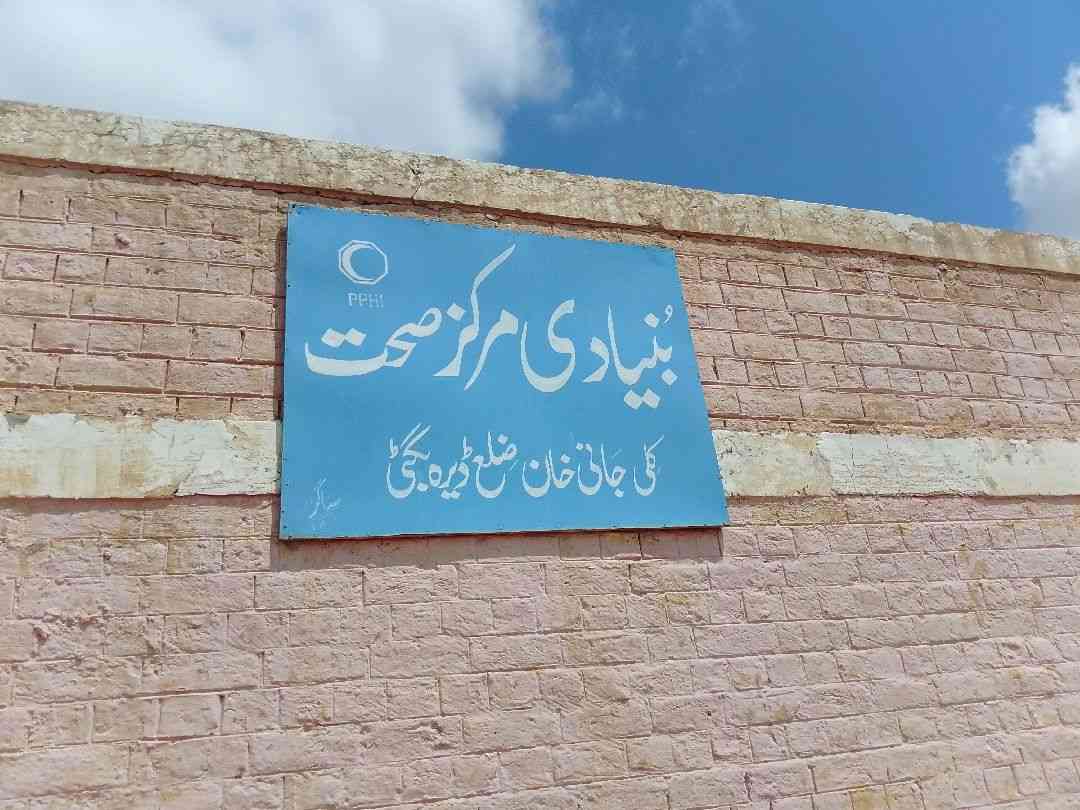 PPHI
بُنیادی مرکز صحت
کلی جانی خان ضلع ڈیرہ بگٹی